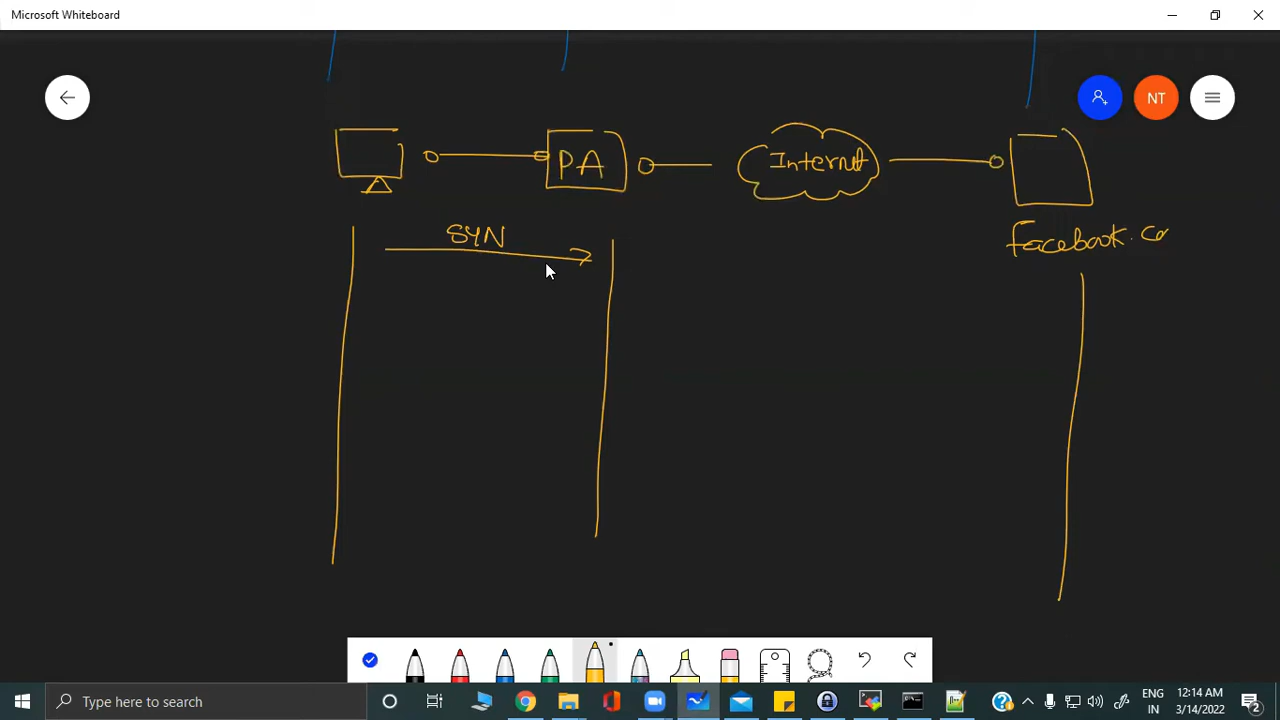 Microsoft Whiteboard
NT
PA
Internet
facebook.co
SYN
Type here to search
ENG
IN
12:14 AM
3/14/2022
2